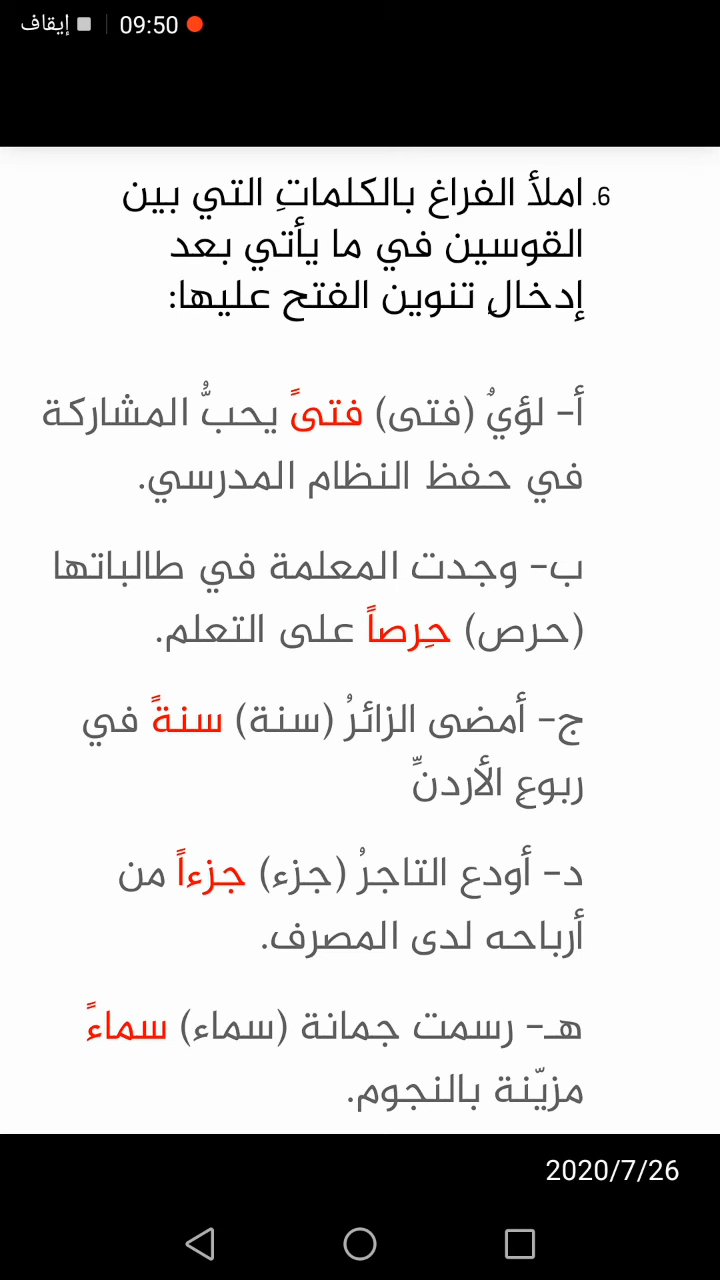 إيقاف 09:50
6. املأ الفراغ بالكلماتِ التي بين
القوسين في ما يأتي بعد
إدخالِ تنوين الفتح عليها:
أ- لؤيٌ (فتى) فتىً يحبُّ المشاركة
في حفظ النظام المدرسي.
ب- وجدت المعلمة في طالباتها
(حرص) حِرصاً على التعلم.
ج- أمضى الزائرُ (سنة) سنةً في
ربوعِ الأردنِّ
د- أودع التاجرُ (جزء) جزءاً من
أرباحه لدى المصرف.
هـ- رسمت جمانة (سماء) سماءً
مزيّنة بالنجوم.
2020/7/26